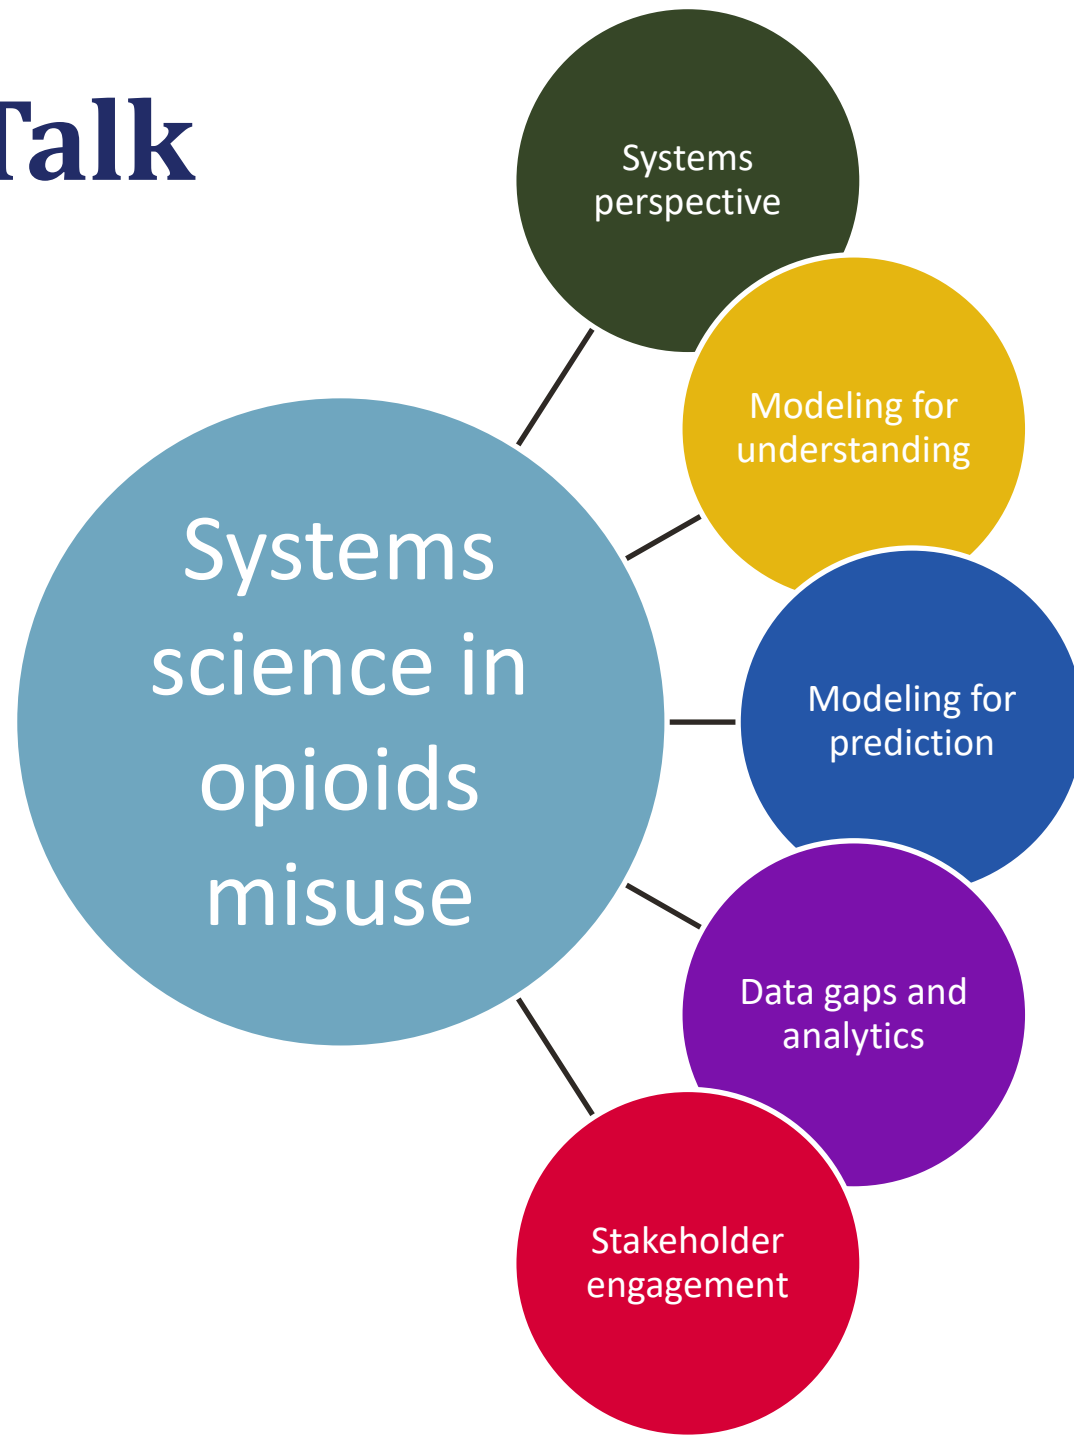 Talk
Systems
perspective
Modeling for
understanding
Systems
science in
opioids
misuse
Modeling for
prediction
Data gaps and
analytics
Stakeholder
engagement